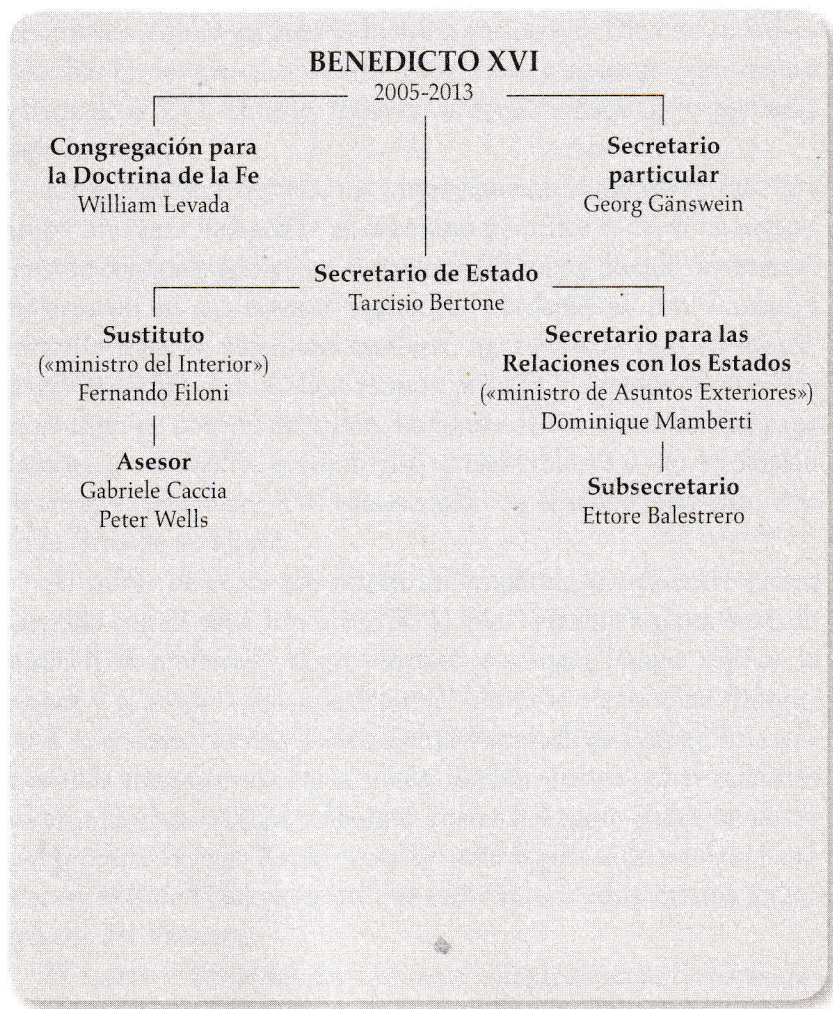 BENEDICTO XVI
2005-2013
Congregación para
la Doctrina de la Fe
William Levada
Secretario
particular
Georg Gänswein
Secretario de Estado
Tarcisio Bertone
Sustituto
(«ministro del Interior»)
Fernando Filoni
Asesor
Gabriele Caccia
Peter Wells
Secretario para las
Relaciones con los Estados
(«ministro de Asuntos Exteriores»)
Dominique Mamberti
Subsecretario
Ettore Balestrero